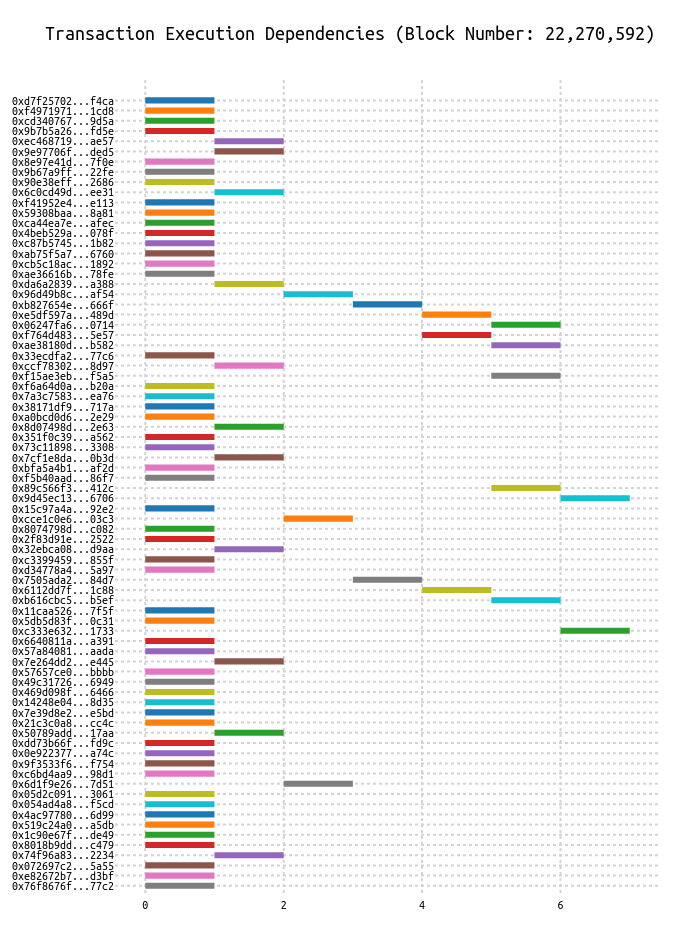 Transaction Execution Dependencies (Block Number: 22,270,592)
0xd7f25702...f4ca
0xf4971971...1cd8
0xcd340767...9d5a
0x9b7b5a26...fd5e
0xec468719...ae57
0x9e97706f...ded5
0x8e97e41d...7f0e
0x9b67a9ff...22fe
0x90e38eff...2686
0x6c0cd49d...ee31
0xf41952e4...e113
0x59308baa...8a81
0xca44ea7e...afec
0x4beb529a...078f
0xc87b5745...1b82
0xab75f5a7...6760
0xcb5c18ac...1892
0xae36616b...78fe
0xda6a2839...a388
0x96d49b8c...af54
0xb827654e...666f
0xe5df597a...489d
0x06247fa6...0714
0xf764d483...5e57
0xae38180d...b582
0x33ecdfa2...77c6
0xccf78302...8d97
0xf15ae3eb...f5a5
0xf6a64d0a...b20a
0x7a3c7583...ea76
0x38171df9...717a
0xa0bcd0d6...2e29
0x8d07498d...2e63
0x351f0c39...a562
0x73c11898...3308
0x7cf1e8da...0b3d
0xbfa5a4b1...af2d
0xf5b40aad...86f7
0x89c566f3...412c
0x9d45ec13...6706
0x15c97a4a...92e2
0xcce1c0e6...03c3
0x8074798d...c082
0x2f83d91e...2522
0x32ebca08...d9aa
0xc3399459...855f
0xd34778a4...5a97
0x7505ada2...84d7
0x6112dd7f...1c88
0xb616cbc5...b5ef
0x11caa526...7f5f
0x5db5d83f...0c31
0xc333e632...1733
0x6640811a...a391
0x57a84081...aada
0x7e264dd2...e445
0x57657ce0...bbbb
0x49c31726...6949
0x469d098f...6466
0x14248e04...8d35
0x7e39d8e2...e5bd
0x21c3c0a8...cc4c
0x50789add...17aa
0xdd73b66f...fd9c
0x0e922377...a74c
0x9f3533f6...f754
0xc6bd4aa9...98d1
0x6d1f9e26...7d51
0x05d2c091...3061
0x054ad4a8...f5cd
0x4ac97780...6d99
0x519c24a0...a5db
0x1c90e67f...de49
0x8018b9dd...c479
0x74f96a83...2234
0x072697c2...5a55
0xe82672b7...d3bf
0x76f8676f...77c2
0 2 4 6